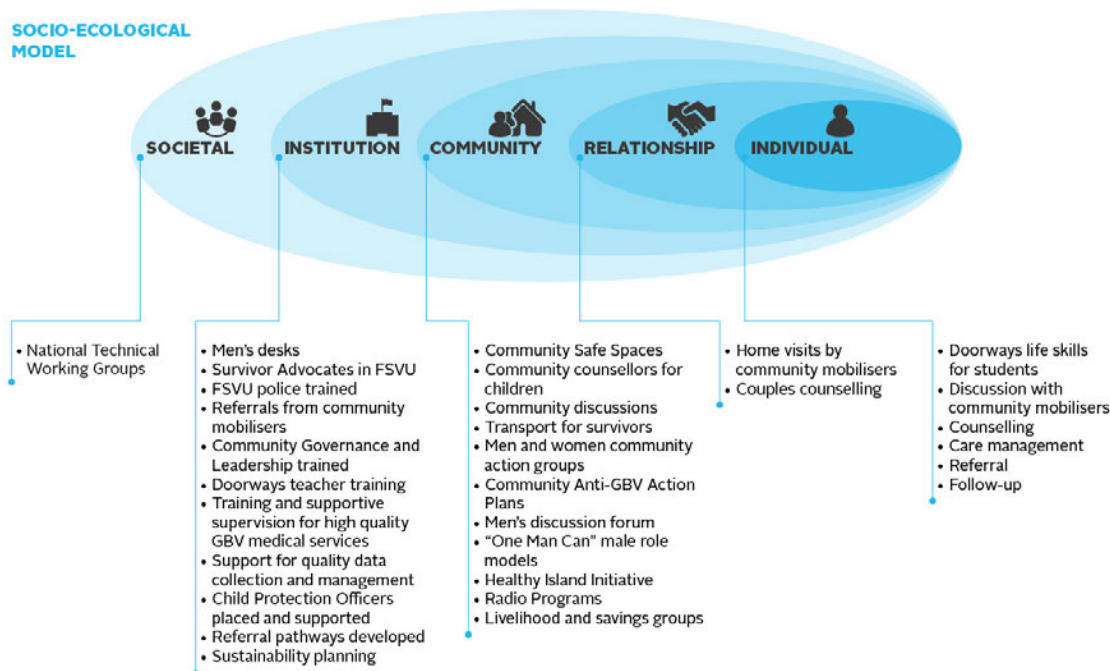 SOCIO-ECOLOGICAL
MODEL
SOCIETAL
INSTITUTION
COMMUNITY
RELATIONSHIP
INDIVIDUAL
• National Technical
Working Groups
• Men's desks
• Survivor Advocates in FSVU
• FSVU police trained
• Referrals from community
mobilisers
• Community Governance and
Leadership trained
• Doorways teacher training
• Training and supportive
supervision for high quality
GBV medical services
• Support for quality data
collection and management
• Child Protection Officers
placed and supported
• Referral pathways developed
• Sustainability planning
• Community Safe Spaces
• Community counsellors for
children
• Community discussions
• Transport for survivors
• Men and women community
action groups
• Community Anti-GBV Action
Plans
• Men's discussion forum
• "One Man Can" male role
models
• Healthy Island Initiative
• Radio Programs
• Livelihood and savings groups
• Home visits by
community mobilisers
• Couples counselling
• Doorways life skills
for students
• Discussion with
community mobilisers
• Counselling
• Care management
• Referral
• Follow-up